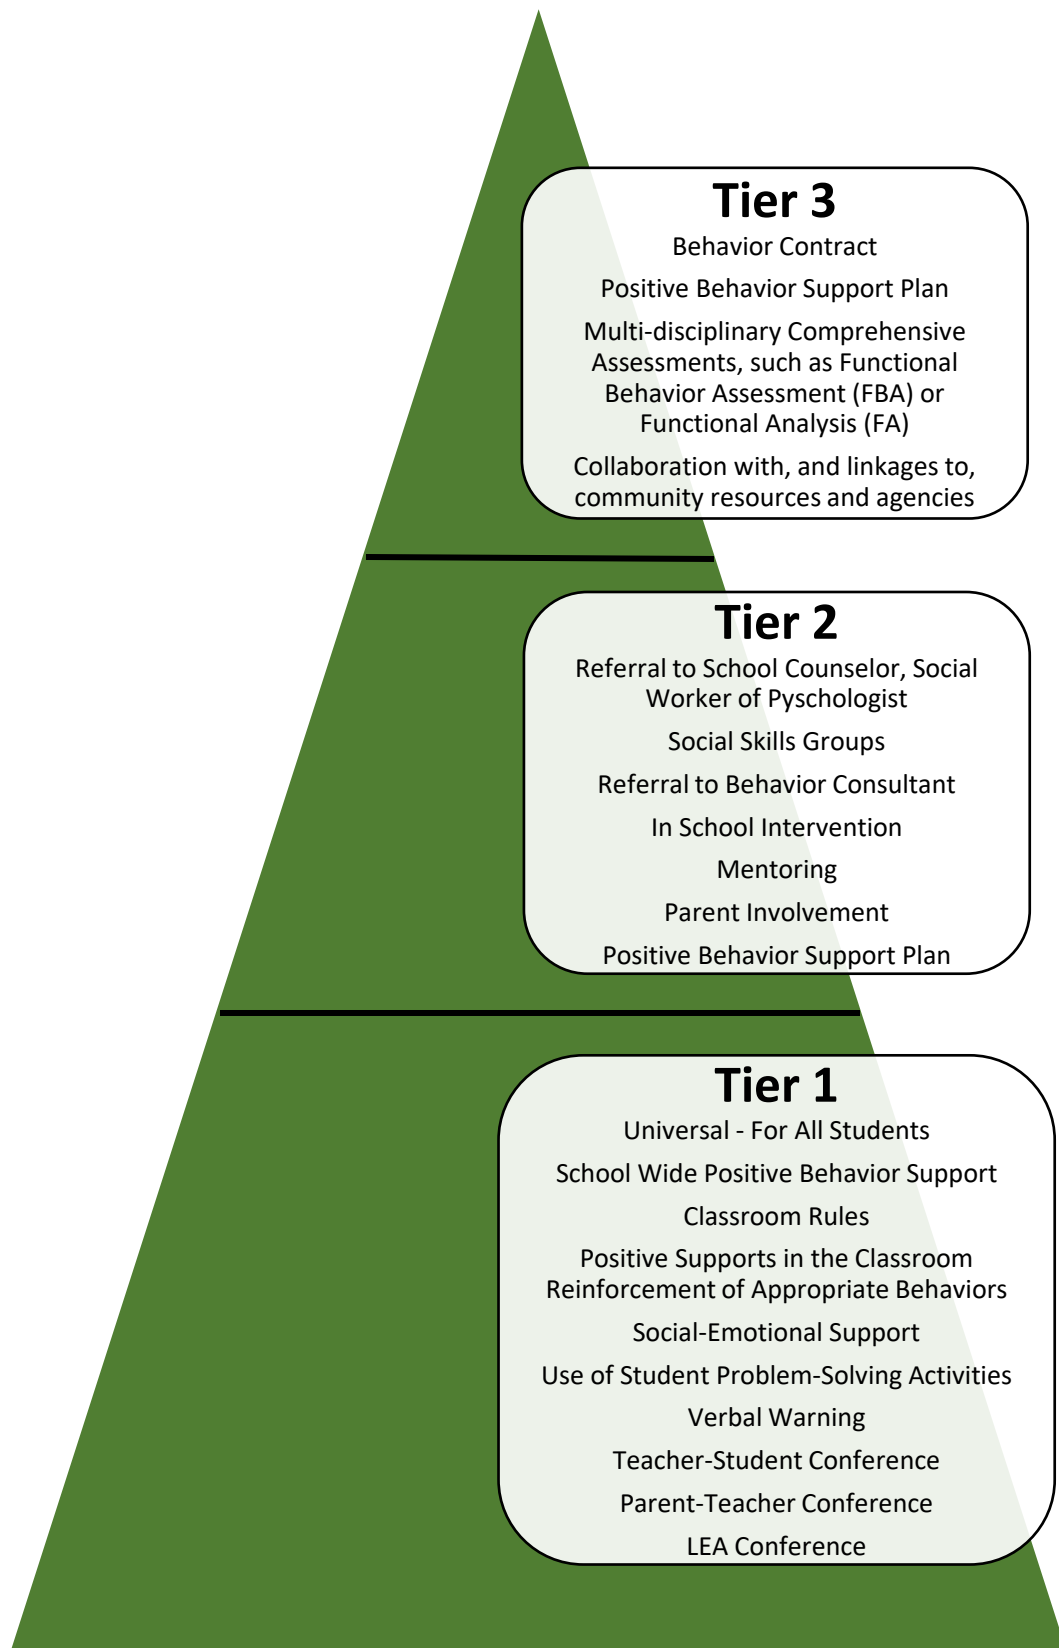 Tier 3
Behavior Contract
Positive Behavior Support Plan
Multi-disciplinary Comprehensive
Assessments, such as Functional
Behavior Assessment (FBA) or
Functional Analysis (FA)
Collaboration with, and linkages to,
community resources and agencies
Tier 2
Referral to School Counselor, Social
Worker of Pyschologist
Social Skills Groups
Referral to Behavior Consultant
In School Intervention
Mentoring
Parent Involvement
Positive Behavior Support Plan
Tier 1
Universal - For All Students
School Wide Positive Behavior Support
Classroom Rules
Positive Supports in the Classroom
Reinforcement of Appropriate Behaviors
Social-Emotional Support
Use of Student Problem-Solving Activities
Verbal Warning
Teacher-Student Conference
Parent-Teacher Conference
LEA Conference